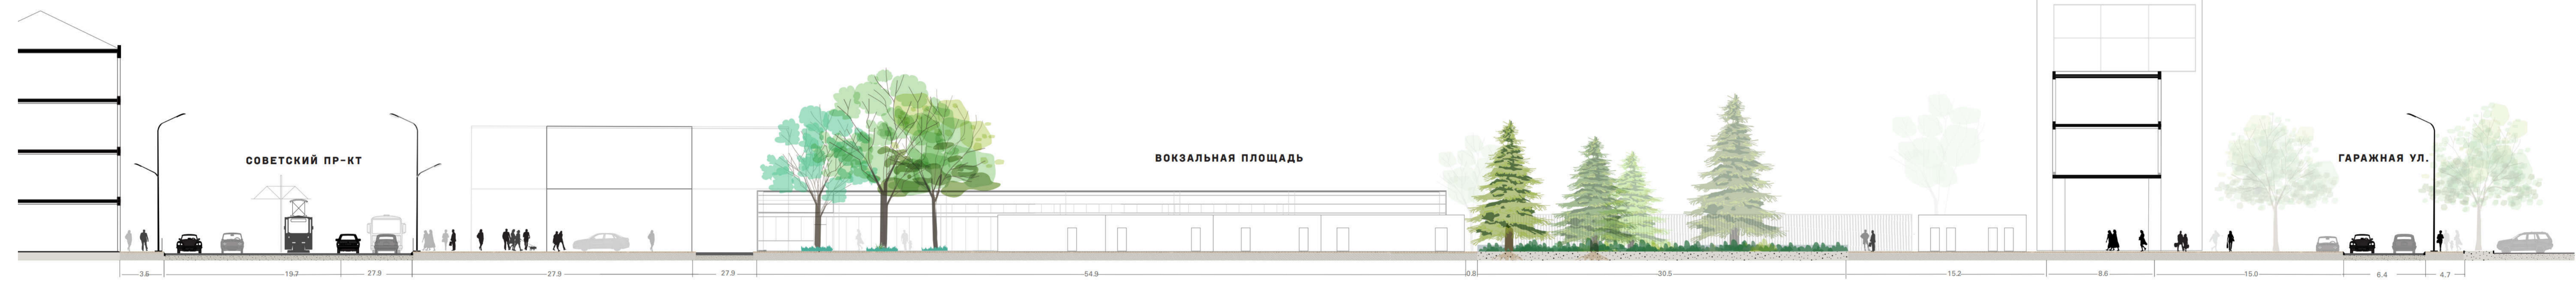 СОВЕТСКИЙ ПР-КТ
ВОКЗАЛЬНАЯ ПЛОЩАДЬ
ГАРАЖНАЯ УЛ.
3.6 19.7 27.9 27.9 27.9 54.9 0.8 30.5 15.2 8.6 15.0 6.4 4.7